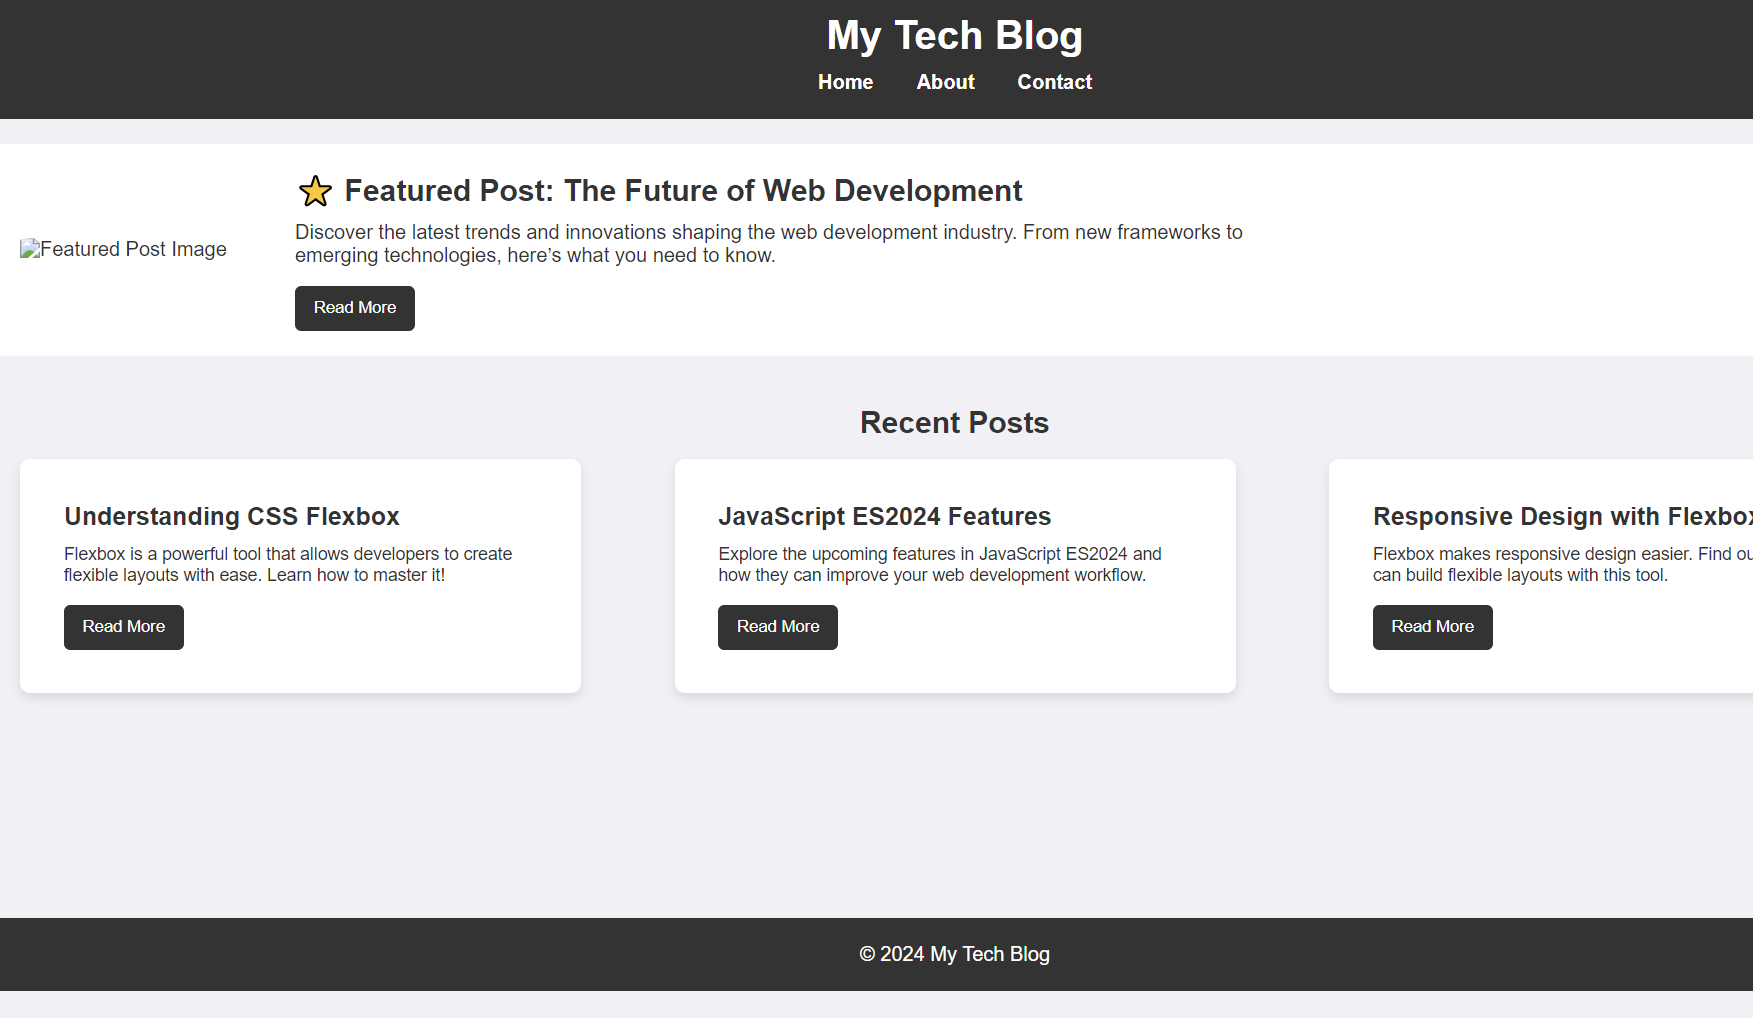 My Tech Blog
Home About Contact
Featured Post Image
⭐ Featured Post: The Future of Web Development
Discover the latest trends and innovations shaping the web development industry. From new frameworks to
emerging technologies, here’s what you need to know.
Read More
Recent Posts
Understanding CSS Flexbox
Flexbox is a powerful tool that allows developers to create
flexible layouts with ease. Learn how to master it!
Read More
JavaScript ES2024 Features
Explore the upcoming features in JavaScript ES2024 and
how they can improve your web development workflow.
Read More
Responsive Design with Flexbox
Flexbox makes responsive design easier. Find
can build flexible layouts with this tool.
Read More
© 2024 My Tech Blog